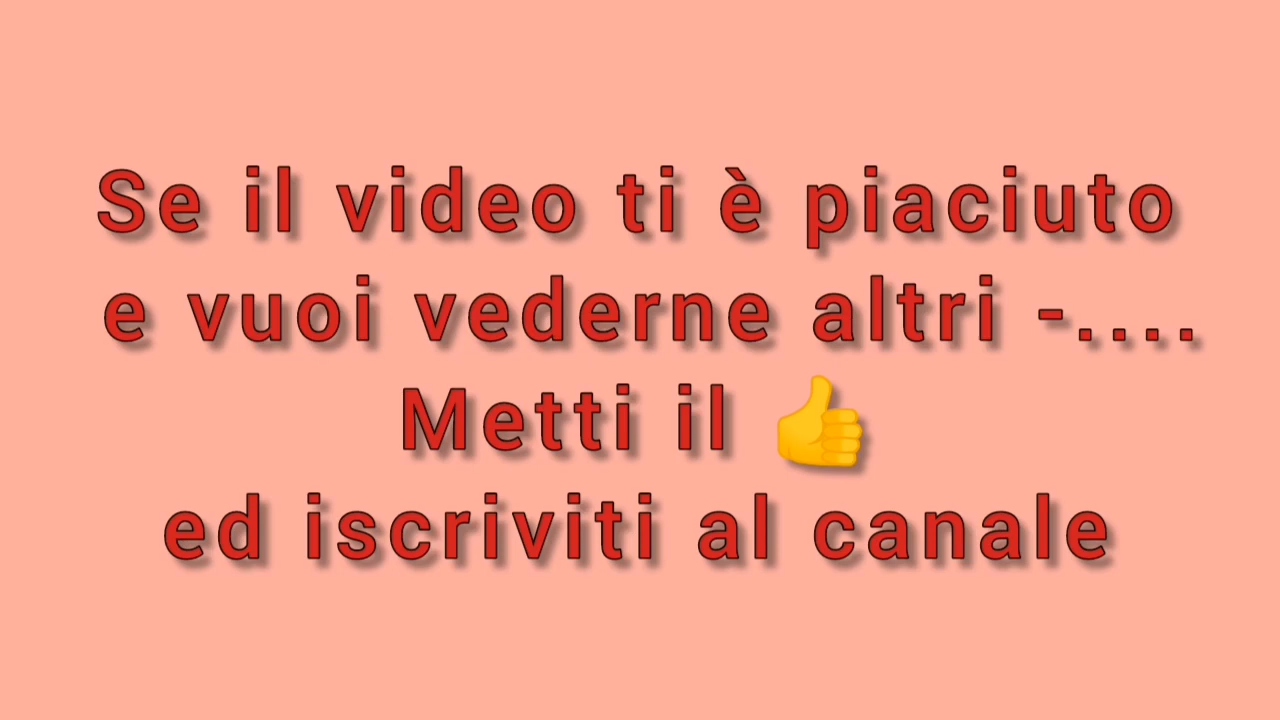 Se il video ti è piaciuto
e vuoi vederne altri -....
Metti il 👍
ed iscriviti al canale